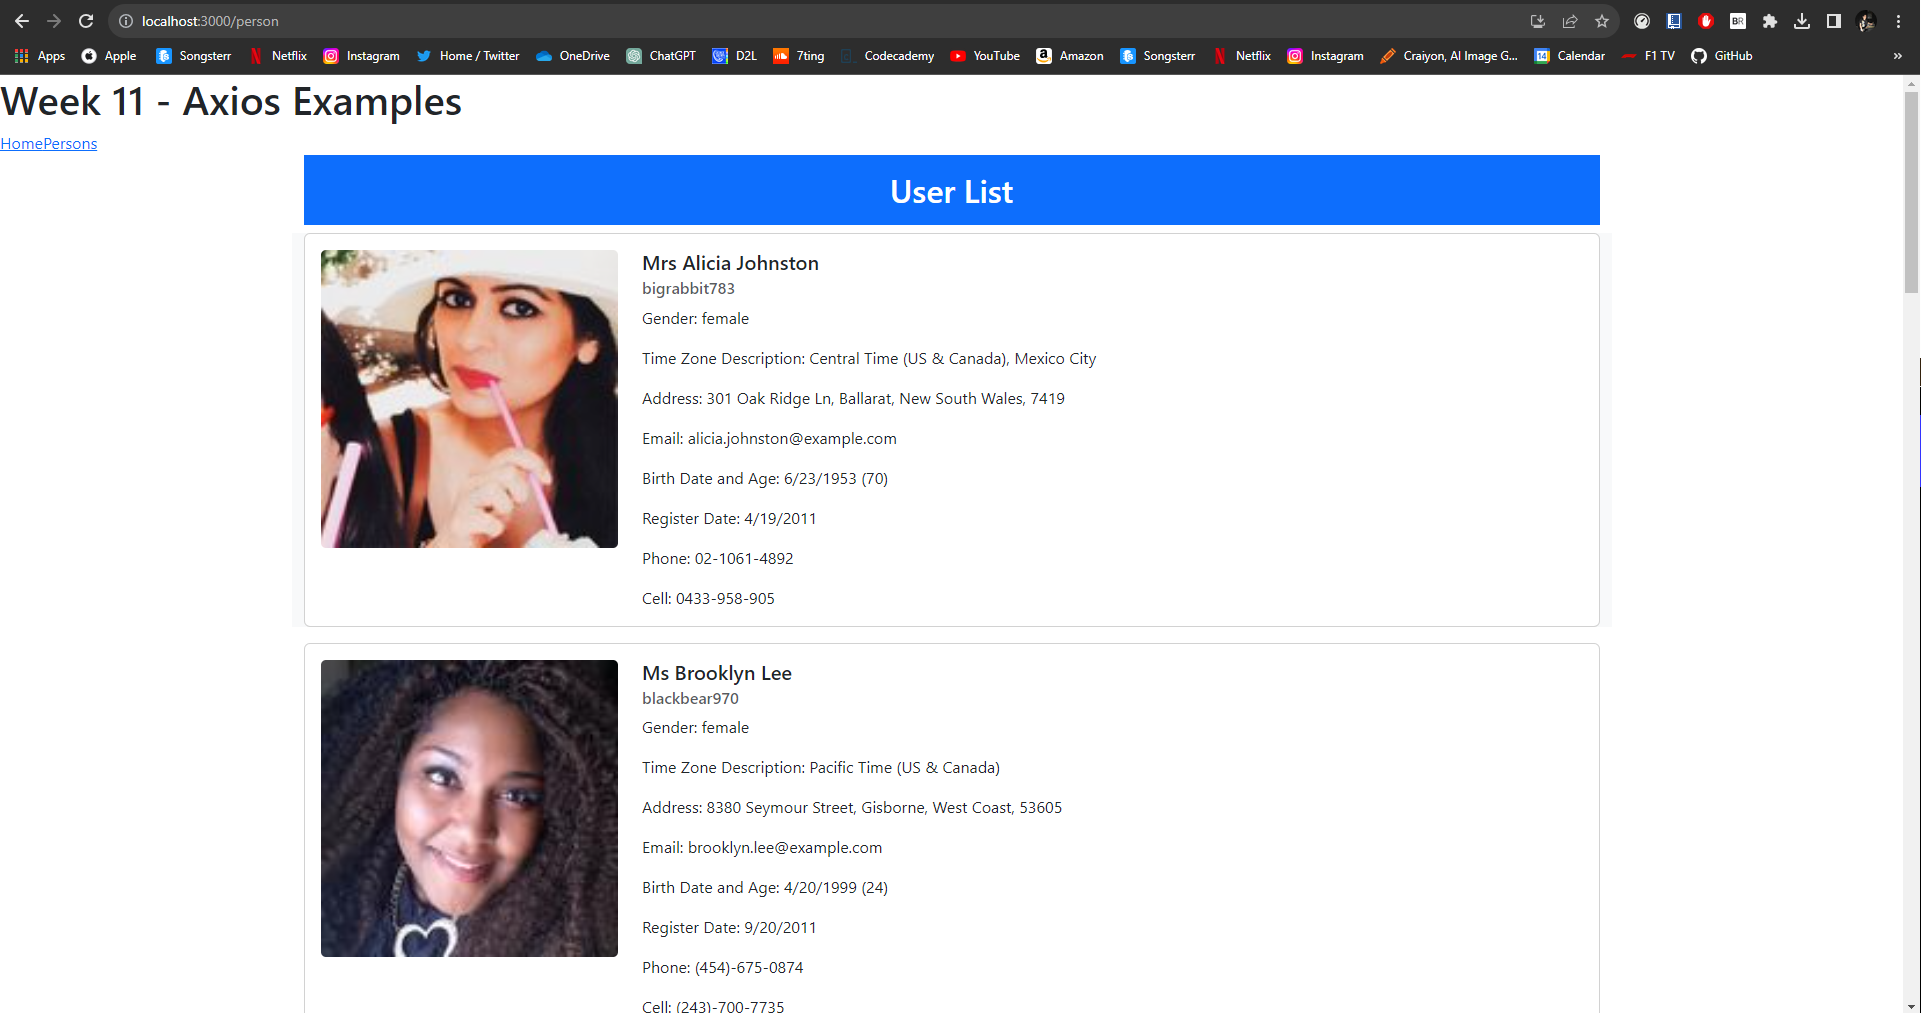 localhost:3000/person
Apps Apple Songsterr Netflix Instagram Home / Twitter OneDrive ChatGPT D2L 7ting Codecademy YouTube Amazon Songsterr Netflix Instagram Craiyon, AI Image G... Calendar F1 TV GitHub »
Week 11 - Axios Examples
HomePersons
User List
Mrs Alicia Johnston
bigrabbit783
Gender: female
Time Zone Description: Central Time (US & Canada), Mexico City
Address: 301 Oak Ridge Ln, Ballarat, New South Wales, 7419
Email: alicia.johnston@example.com
Birth Date and Age: 6/23/1953 (70)
Register Date: 4/19/2011
Phone: 02-1061-4892
Cell: 0433-958-905
Ms Brooklyn Lee
blackbear970
Gender: female
Time Zone Description: Pacific Time (US & Canada)
Address: 8380 Seymour Street, Gisborne, West Coast, 53605
Email: brooklyn.lee@example.com
Birth Date and Age: 4/20/1999 (24)
Register Date: 9/20/2011
Phone: (454)-675-0874
Cell: (243)-700-7735